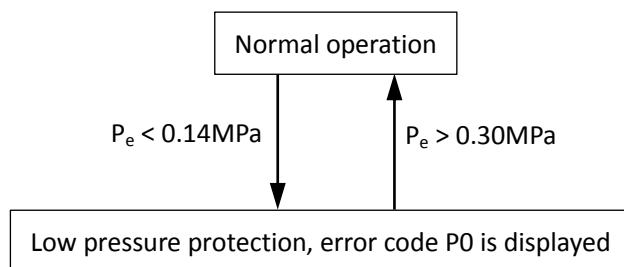 Normal operation
Pₑ < 0.14MPa
Pₑ > 0.30MPa
Low pressure protection, error code P0 is displayed